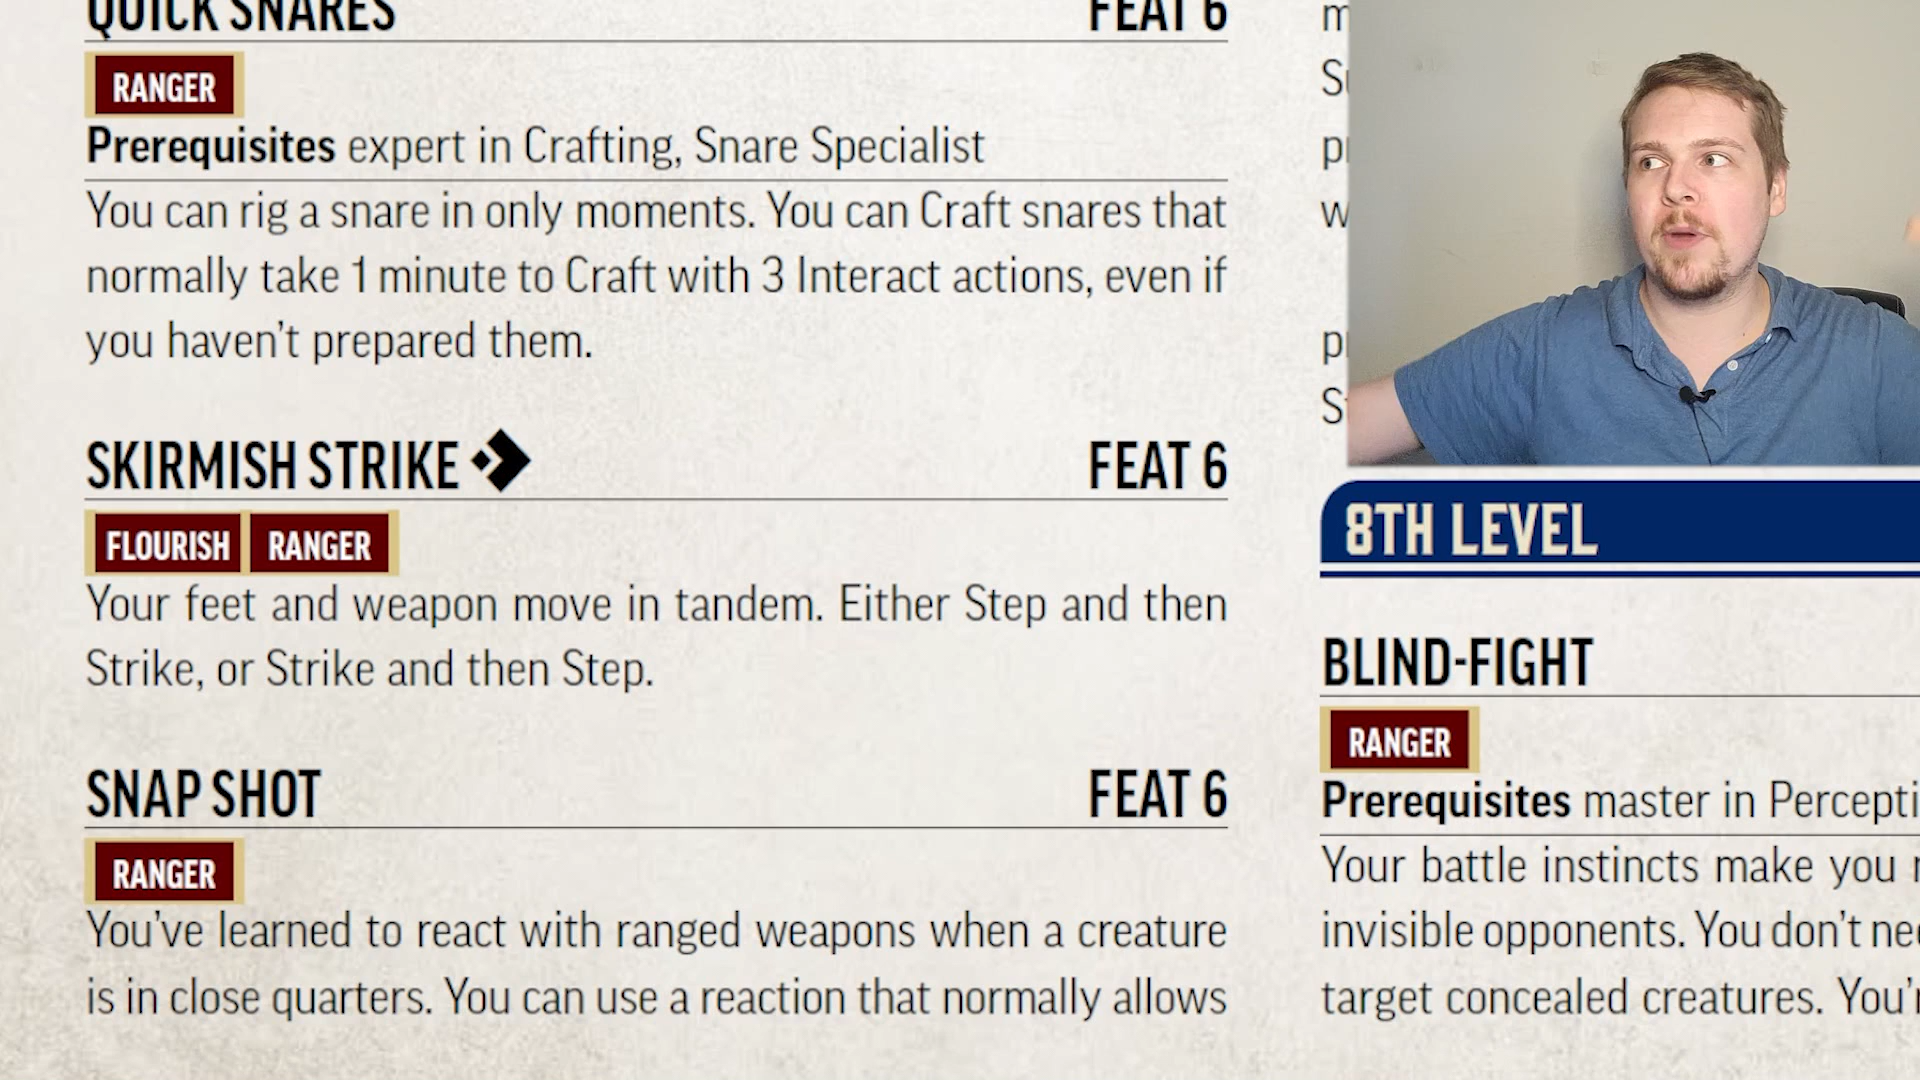 QUICK SNARES FEAT 6
RANGER
Prerequisites expert in Crafting, Snare Specialist
You can rig a snare in only moments. You can Craft snares that
normally take 1 minute to Craft with 3 Interact actions, even if
you haven't prepared them.
SKIRMISH STRIKE FEAT 6
FLOURISH RANGER
Your feet and weapon move in tandem. Either Step and then
Strike, or Strike and then Step.
SNAP SHOT FEAT 6
RANGER
You've learned to react with ranged weapons when a creature
is in close quarters. You can use a reaction that normally allows
8TH LEVEL
BLIND-FIGHT
RANGER
Prerequisites master in
Your battle instincts make you
invisible opponents. You don't
target concealed creatures.